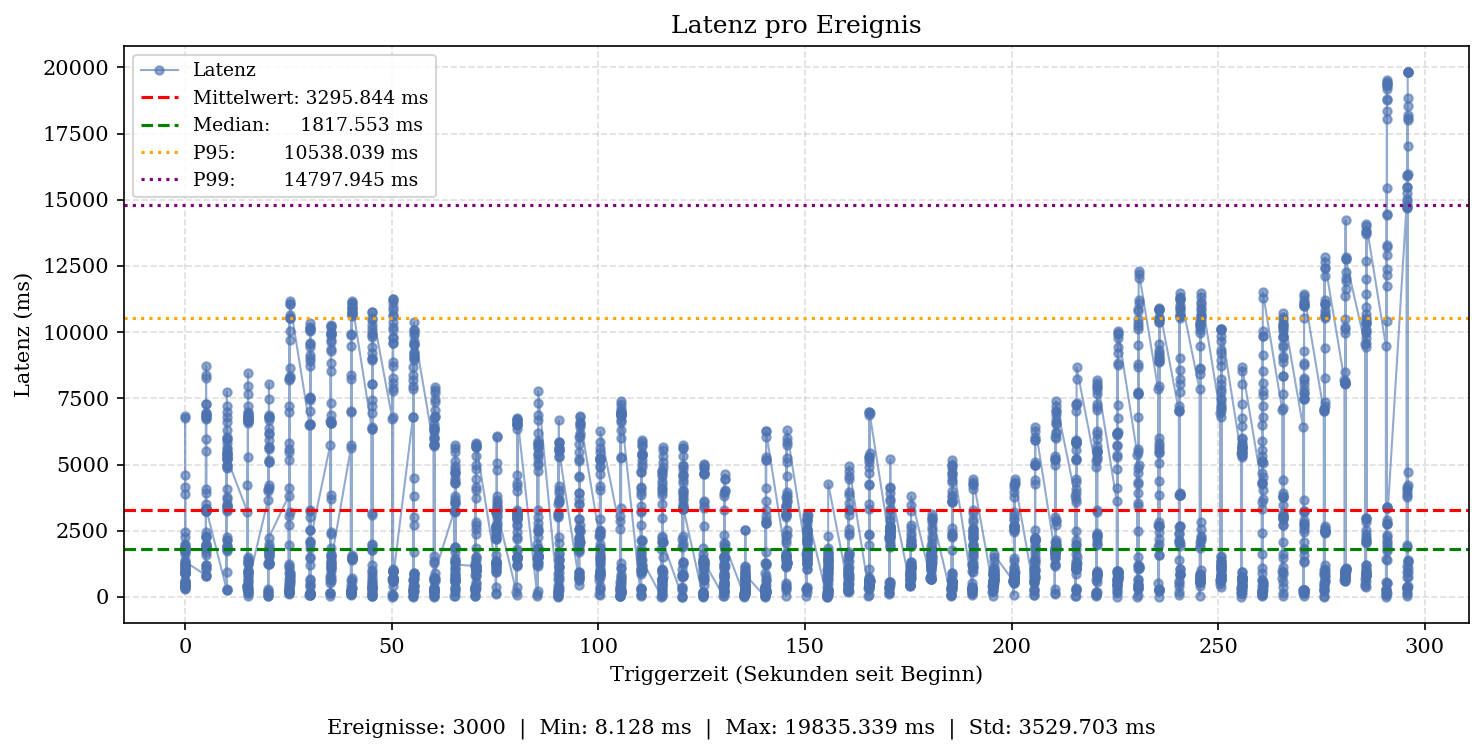 Latenz pro Ereignis
Latenz (ms)
20000
17500
15000
12500
10000
7500
5000
2500
0
Latenz
Mittelwert: 3295.844 ms
Median: 1817.553 ms
P95: 10538.039 ms
P99: 14797.945 ms
0 50 100 150 200 250 300
Triggerzeit (Sekunden seit Beginn)
Ereignisse: 3000 | Min: 8.128 ms | Max: 19835.339 ms | Std: 3529.703 ms